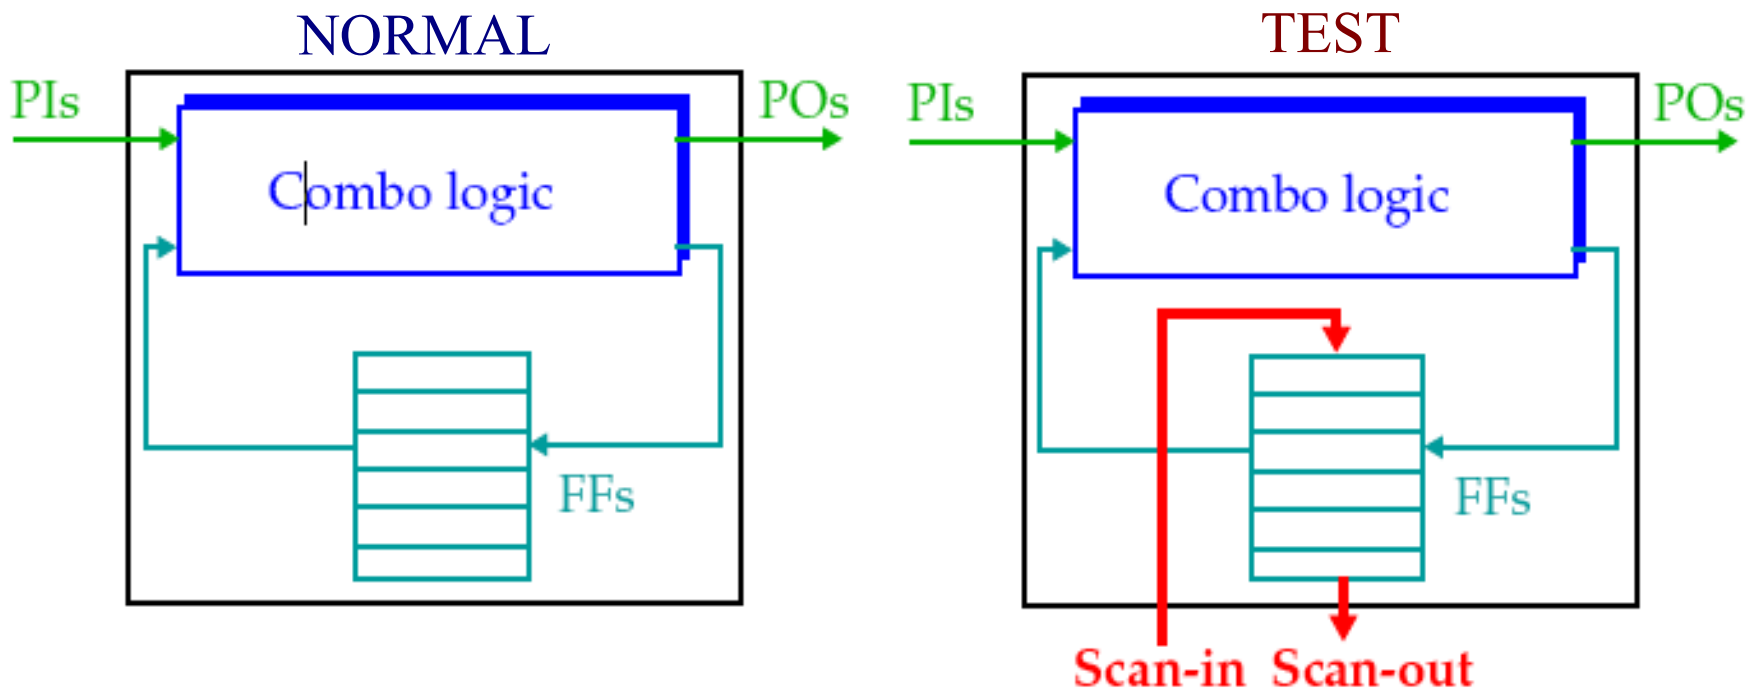 NORMAL
PIs
POs
Combo logic
FFs
TEST
PIs
POs
Combo logic
FFs
Scan-in Scan-out